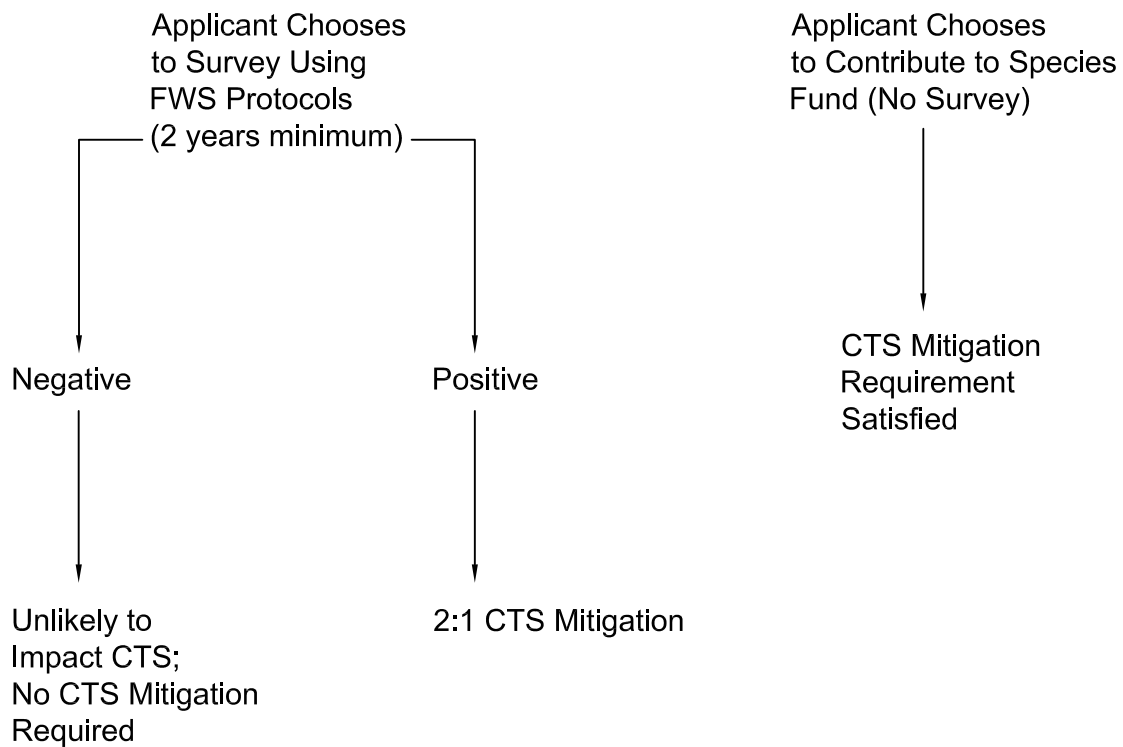 Applicant Chooses
to Survey Using
FWS Protocols
(2 years minimum)
Applicant Chooses
to Contribute to Species
Fund (No Survey)
Negative
Positive
CTS Mitigation
Requirement
Satisfied
Unlikely to
Impact CTS;
No CTS Mitigation
Required
2:1 CTS Mitigation